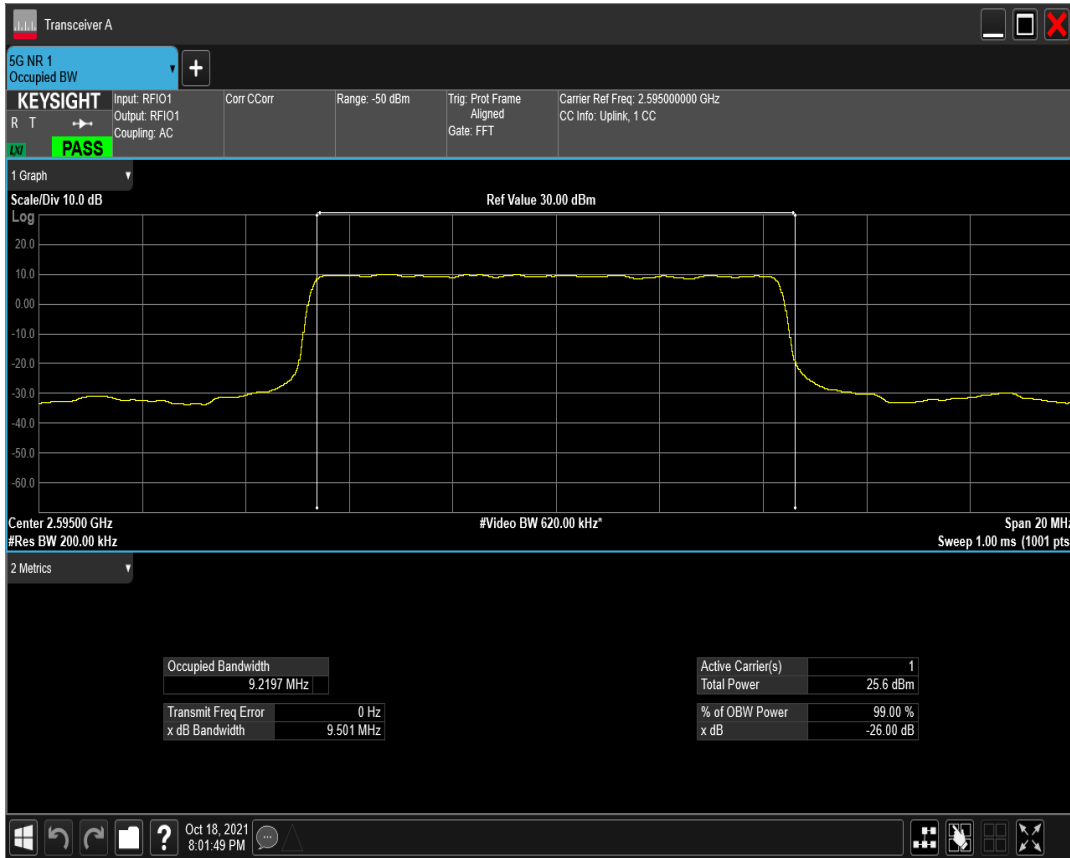 Transceiver A
5G NR 1
Occupied BW
KEYSIGHT
R T
LXI
PASS
Input: RFIO1
Output: RFIO1
Coupling: AC
Corr CCorr
Range: -50 dBm
Trig: Prot Frame
Aligned
Gate: FFT
Carrier Ref Freq: 2.595000000 GHz
CC Info: Uplink, 1 CC
1 Graph
Scale/Div 10.0 dB
Ref Value 30.00 dBm
Log
20.0
10.0
0.00
-10.0
-20.0
-30.0
-40.0
-50.0
-60.0
Center 2.59500 GHz
#Video BW 620.00 kHz*
Span 20 MHz
#Res BW 200.00 kHz
Sweep 1.00 ms (1001 pts
2 Metrics
Occupied Bandwidth
9.2197 MHz
Transmit Freq Error 0 Hz
x dB Bandwidth 9.501 MHz
Active Carrier(s) 1
Total Power 25.6 dBm
% of OBW Power 99.00 %
x dB -26.00 dB
?
Oct 18, 2021
8:01:49 PM